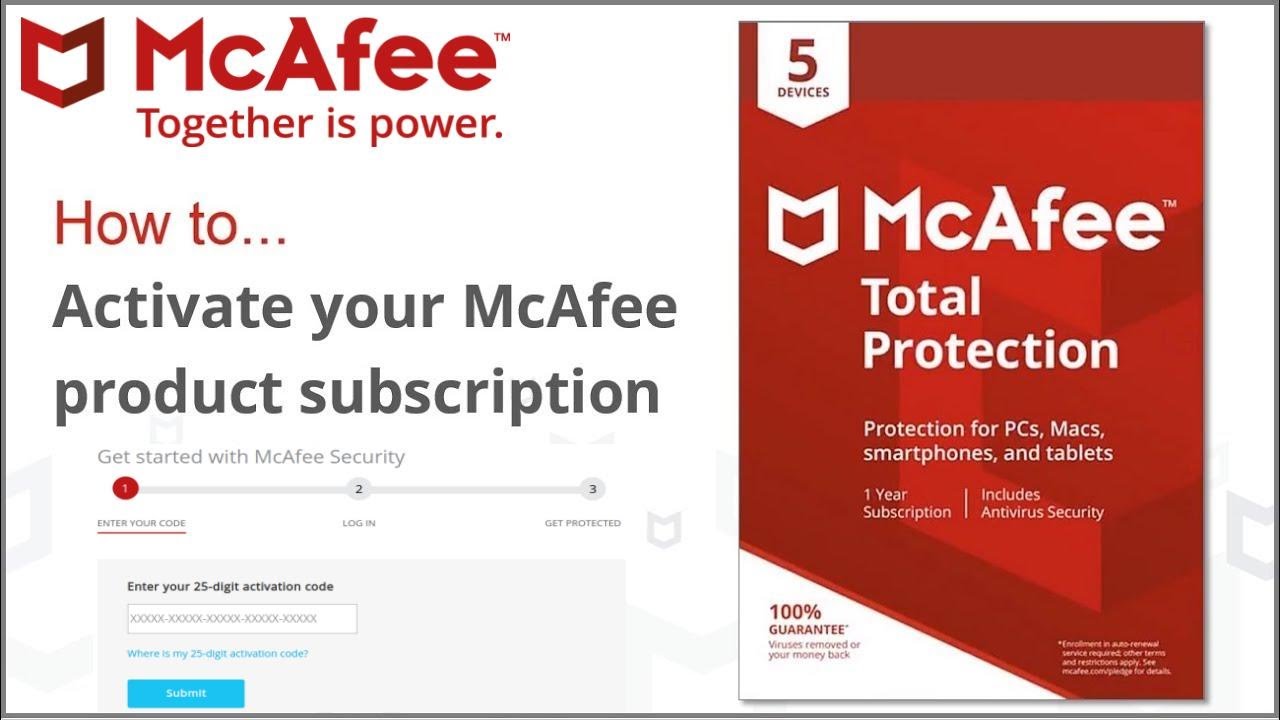 McAfee™
Together is power.
How to...
Activate your McAfee
product subscription
Get started with McAfee Security
1
2
3
ENTER YOUR CODE
LOG IN
GET PROTECTED
Enter your 25-digit activation code
XXXXX-XXXXX-XXXXX-XXXXX-XXXXX
Where is my 25-digit activation code?
Submit
5
DEVICES
McAfee™
Total
Protection
Protection for PCs, Macs,
smartphones, and tablets
1 Year
Subscription
Includes
Antivirus Security
100%
GUARANTEE*
Viruses removed or
your money back
*Enrollment in auto-renewal
service required; other terms
and restrictions apply. See
mcafee.com/pledge for details.